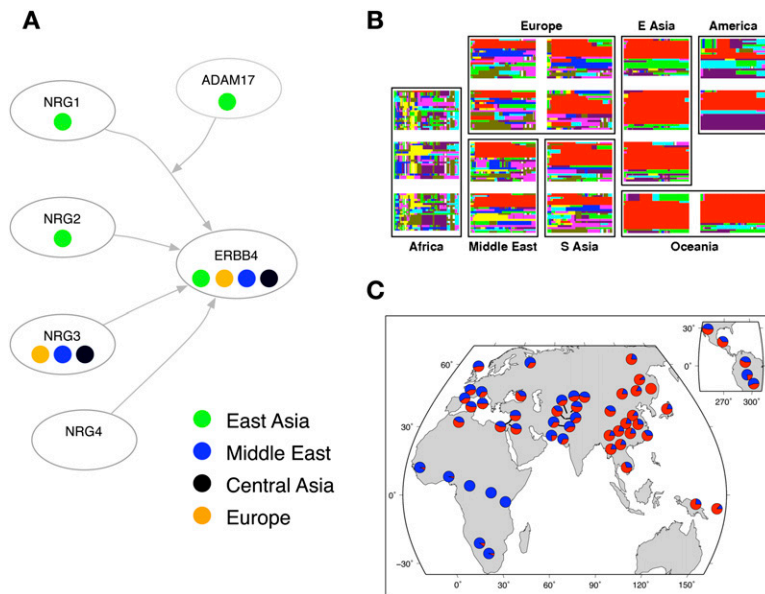 A
NRG1
ADAM17
NRG2
ERBB4
NRG3
NRG4
East Asia
Middle East
Central Asia
Europe
B
Europe
E Asia
America
Africa
Middle East
S Asia
Oceania
C
30°
0°
270°
300°
60°
30°
0°
−30°
0°
30°
60°
90°
120°
150°